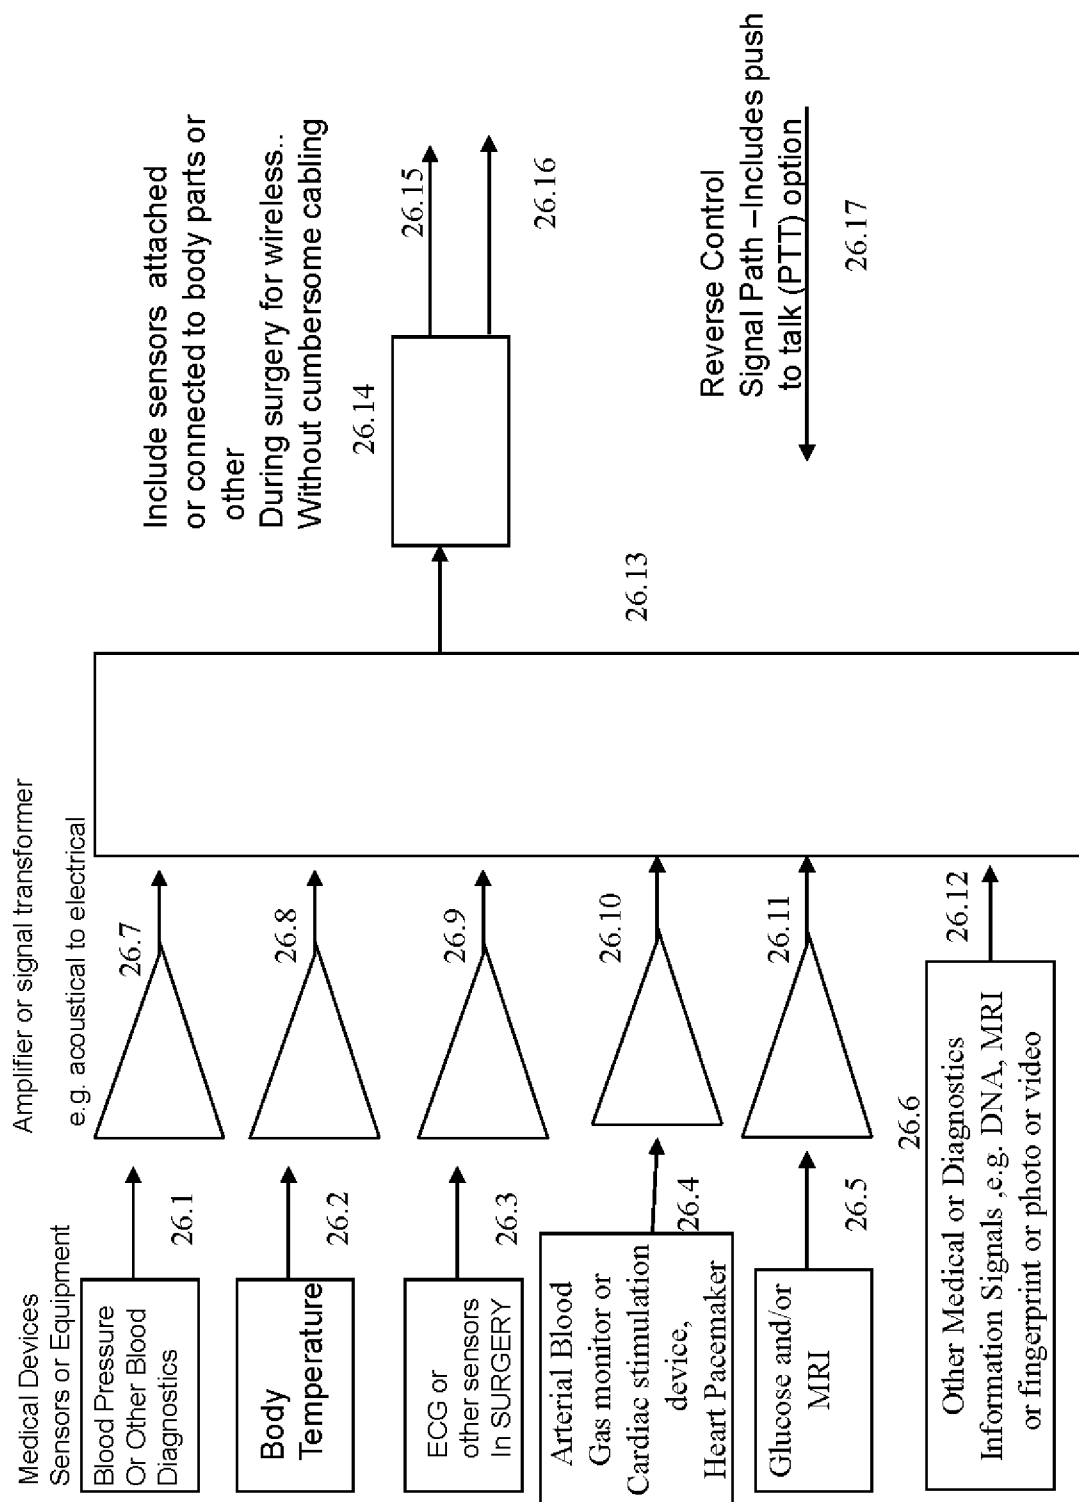 Medical Devices
Sensors or Equipment
Amplifier or signal transformer
e.g. acoustical to electrical
Blood Pressure
Or Other Blood
Diagnostics
26.1
26.7
Body
Temperature
26.2
26.8
ECG or
other sensors
In SURGERY
26.3
26.9
Arterial Blood
Gas monitor or
Cardiac stimulation
device,
Heart Pacemaker
26.4
26.10
Glucose and/or
MRI
26.5
26.11
26.6
Other Medical or Diagnostics
Information Signals ,e.g. DNA, MRI
or fingerprint or photo or video
26.12
26.13
Include sensors attached
or connected to body parts or
other
During surgery for wireless..
Without cumbersome cabling
26.14
26.15
26.16
Reverse Control
Signal Path –Includes push
to talk (PTT) option
26.17